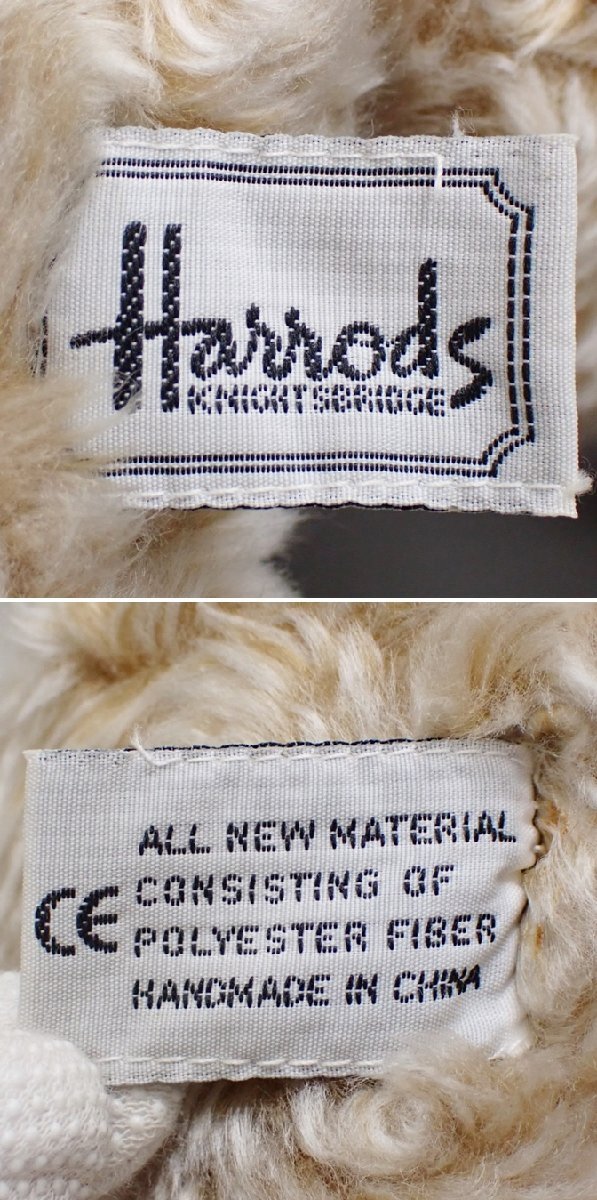 Harrods
KNIGHTSBRIDGE
CE
ALL NEW MATERIAL
CONSISTING OF
POLYESTER FIBER
HANDMADE IN CHINA